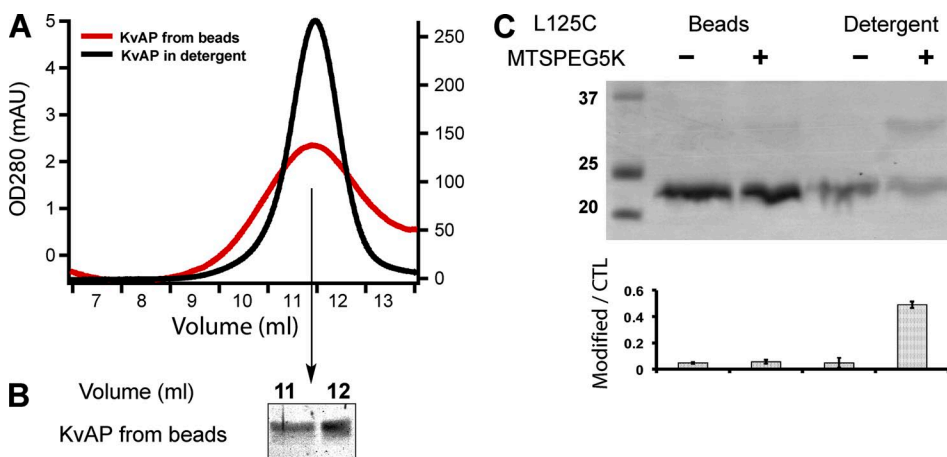 A
KvAP from beads
KvAP in detergent
OD280 (mAU)
5
4
3
2
1
0
250
200
150
100
50
0
7 8 9 10 11 12 13
Volume (ml)
B
Volume (ml) 11 12
KvAP from beads
C
L125C Beads Detergent
MTSPEG5K – + – +
37
25
20
Modified / CTL
0.6
0.4
0.2
0